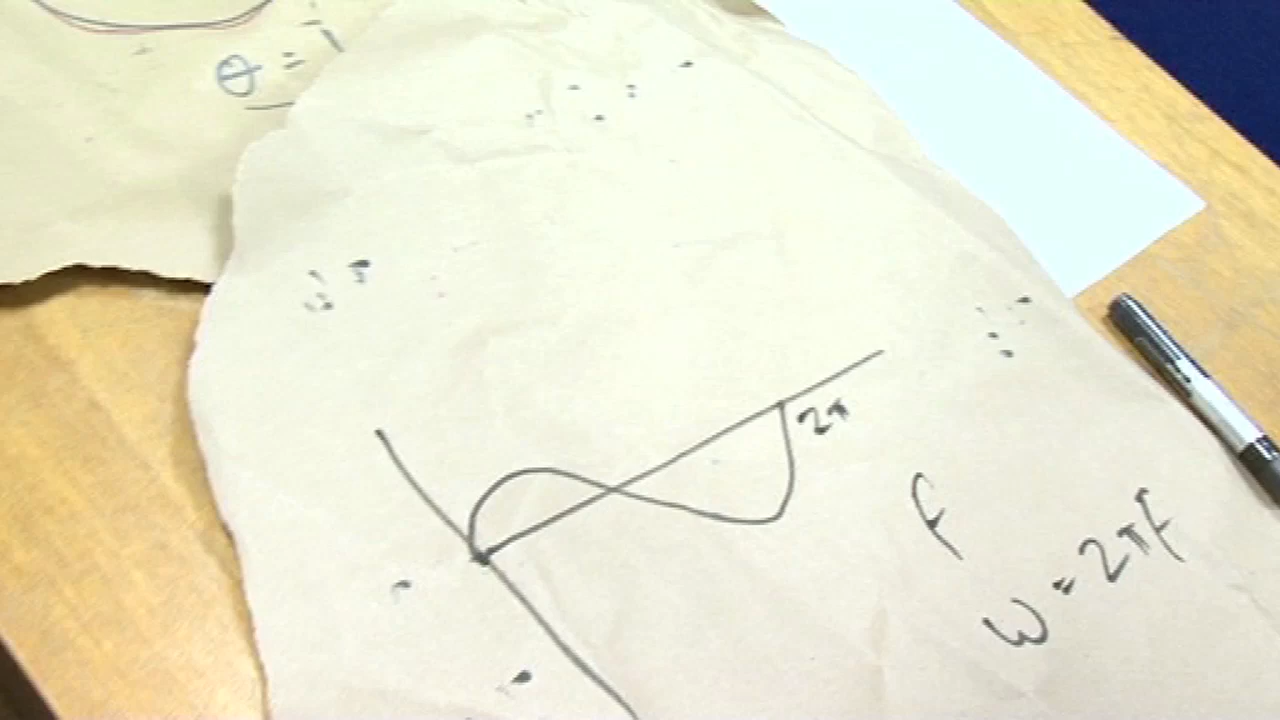 θ =
2π
f
ω = 2πf